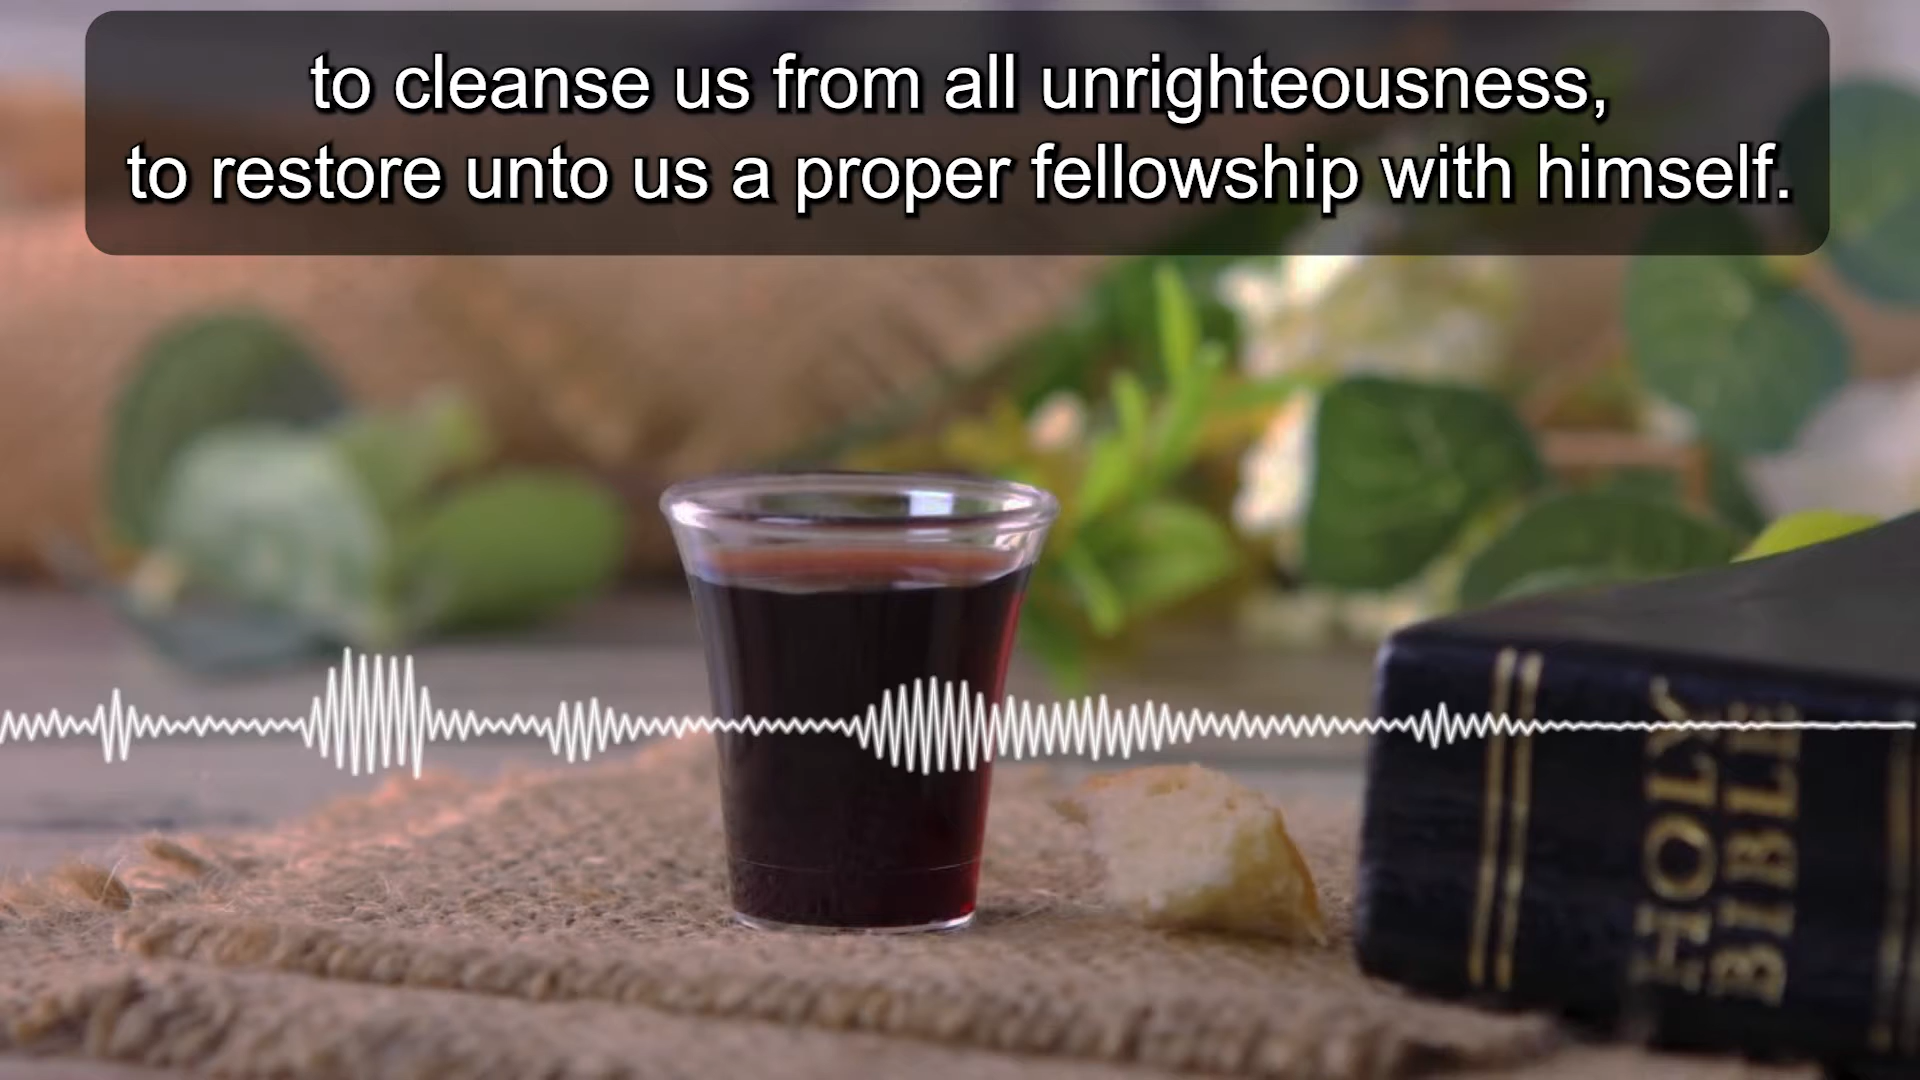 to cleanse us from all unrighteousness,
to restore unto us a proper fellowship with himself.
HOLY
BIBLE